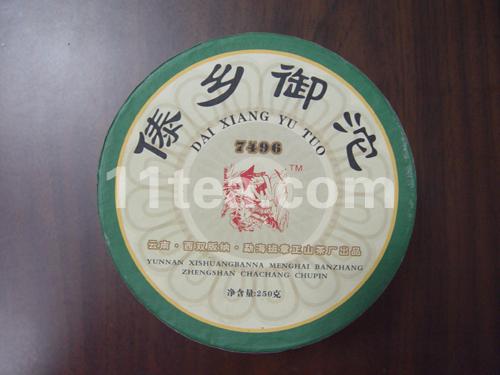 傣乡御沱
DAI XIANG YU TUO
7496
TM
11tea.com
云南·西双版纳·勐海班章正山茶厂出品
YUNNAN XISHUANGBANNA MENGHAI BANZHANG
ZHENGSHAN CHACHANG CHUPIN
净含量:250克